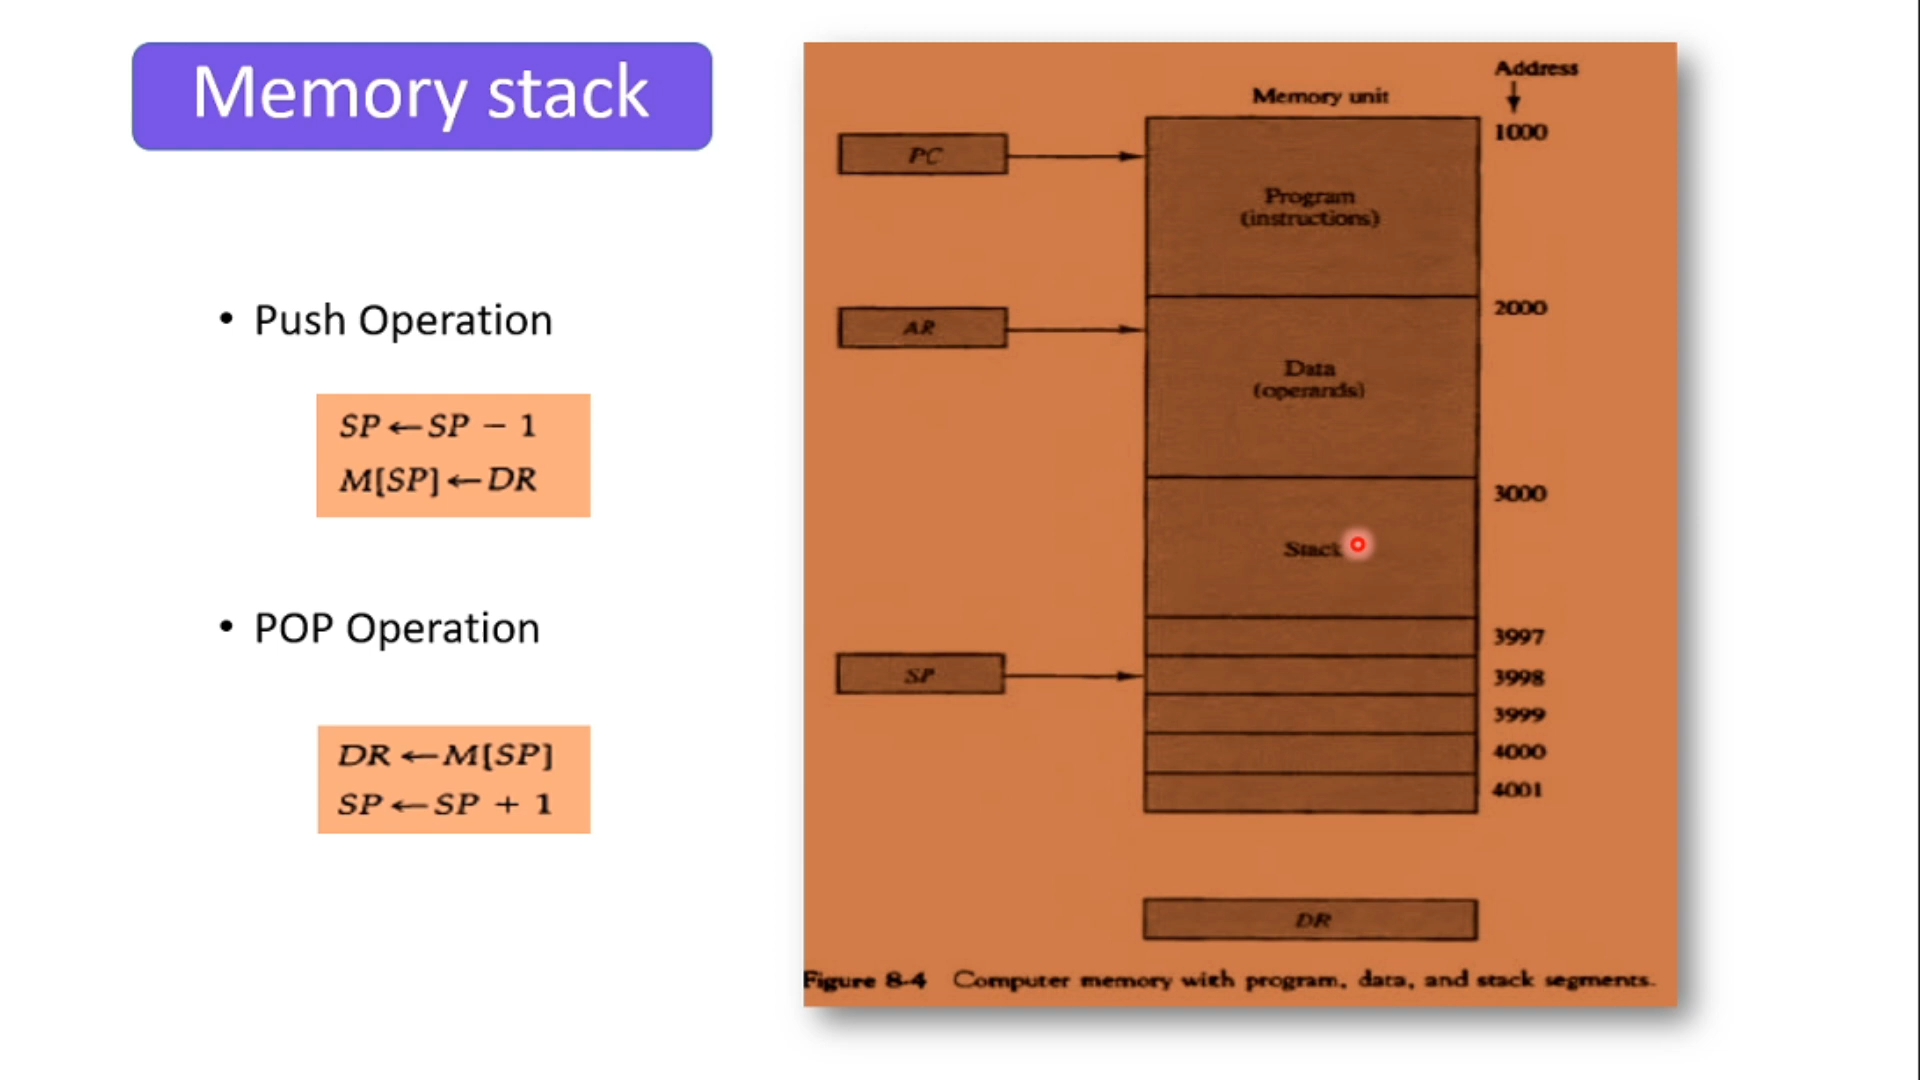 Memory stack
• Push Operation
SP ← SP − 1
M[SP] ← DR
• POP Operation
DR ← M[SP]
SP ← SP + 1
Address
Memory unit
1000
PC
Program
(instructions)
2000
AR
Data
(operands)
3000
Stack
3997
SP
3998
3999
4000
4001
DR
Figure 8-4 Computer memory with program, data, and stack segments.